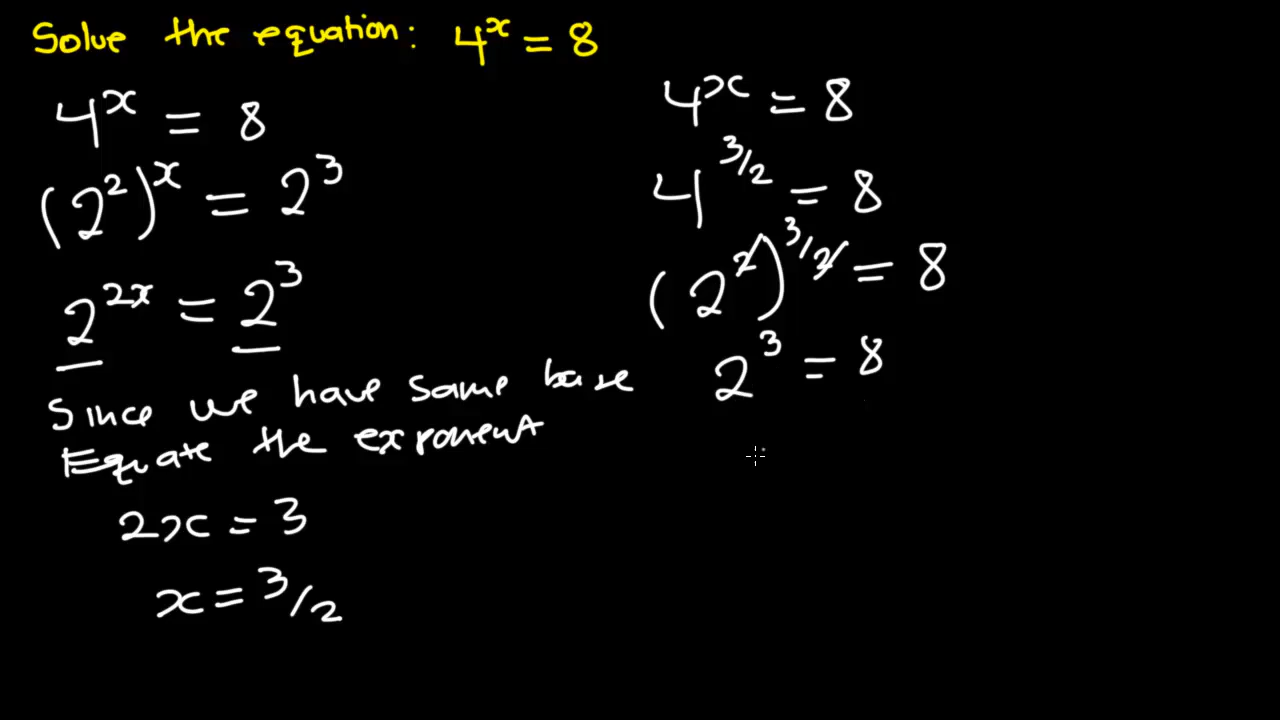 Solve the equation: 4^x = 8
4^x = 8
(2^2)^x = 2^3
2^2x = 2^3
Since we have same base
Equate the exponent
2x = 3
x = 3/2
4^x = 8
4^3/2 = 8
(2^2)^3/2 = 8
2^3 = 8